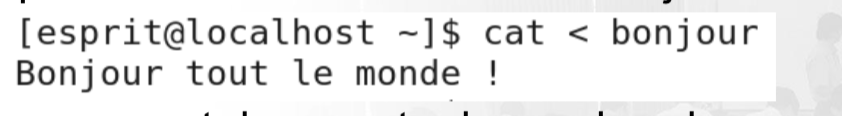 [esprit@localhost ~]$ cat < bonjour
Bonjour tout le monde !